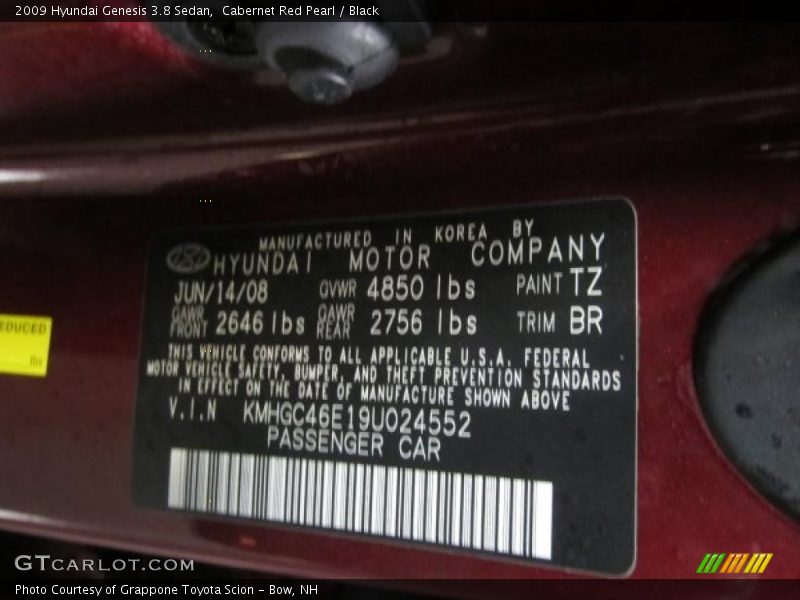 2009 Hyundai Genesis 3.8 Sedan, Cabernet Red Pearl / Black
MANUFACTURED IN KOREA BY
HYUNDAI MOTOR COMPANY
JUN/14/08 GVWR 4850 lbs PAINT TZ
GAWR FRONT 2646 lbs GAWR REAR 2756 lbs TRIM BR
THIS VEHICLE CONFORMS TO ALL APPLICABLE U.S.A. FEDERAL
MOTOR VEHICLE SAFETY, BUMPER, AND THEFT PREVENTION STANDARDS
IN EFFECT ON THE DATE OF MANUFACTURE SHOWN ABOVE
V.I.N KMHGC46E19U024552
PASSENGER CAR
EDUCED
GTCARLOT.COM
Photo Courtesy of Grappone Toyota Scion - Bow, NH